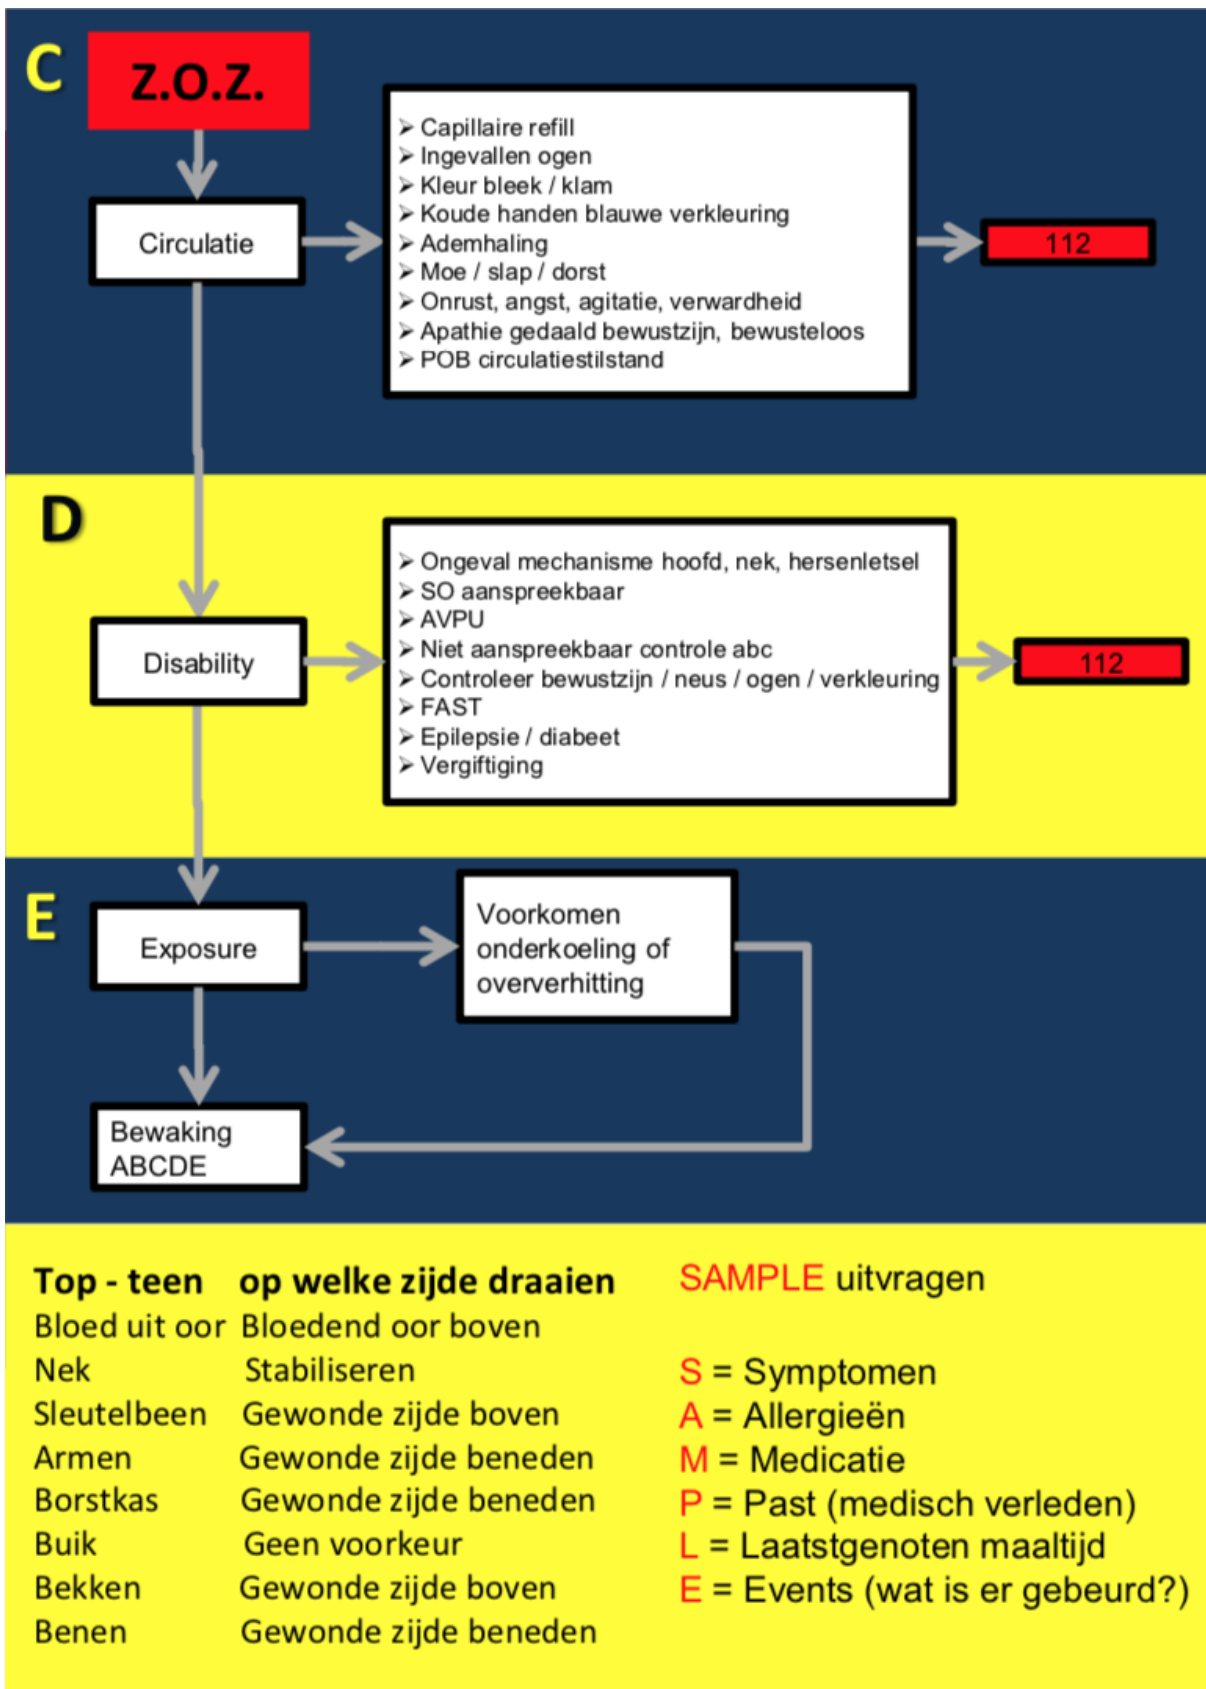 C
Z.O.Z.
Circulatie
➢ Capillaire refill
➢ Ingevallen ogen
➢ Kleur bleek / klam
➢ Koude handen blauwe verkleuring
➢ Ademhaling
➢ Moe / slap / dorst
➢ Onrust, angst, agitatie, verwardheid
➢ Apathie gedaald bewustzijn, bewusteloos
➢ POB circulatiestilstand
112
D
Disability
➢ Ongeval mechanisme hoofd, nek, hersenletsel
➢ SO aanspreekbaar
➢ AVPU
➢ Niet aanspreekbaar controle abc
➢ Controleer bewustzijn / neus / ogen / verkleuring
➢ FAST
➢ Epilepsie / diabeet
➢ Vergiftiging
112
E
Exposure
Voorkomen
onderkoeling of
oververhitting
Bewaking
ABCDE
Top - teen op welke zijde draaien
Bloed uit oor Bloedend oor boven
Nek Stabiliseren
Sleutelbeen Gewonde zijde boven
Armen Gewonde zijde beneden
Borstkas Gewonde zijde beneden
Buik Geen voorkeur
Bekken Gewonde zijde boven
Benen Gewonde zijde beneden
SAMPLE uitvragen
S = Symptomen
A = Allergieën
M = Medicatie
P = Past (medisch verleden)
L = Laatstgenoten maaltijd
E = Events (wat is er gebeurd?)